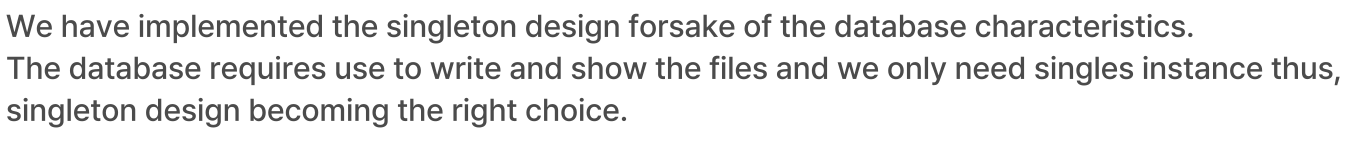 We have implemented the singleton design forsake of the database characteristics.
The database requires use to write and show the files and we only need singles instance thus,
singleton design becoming the right choice.